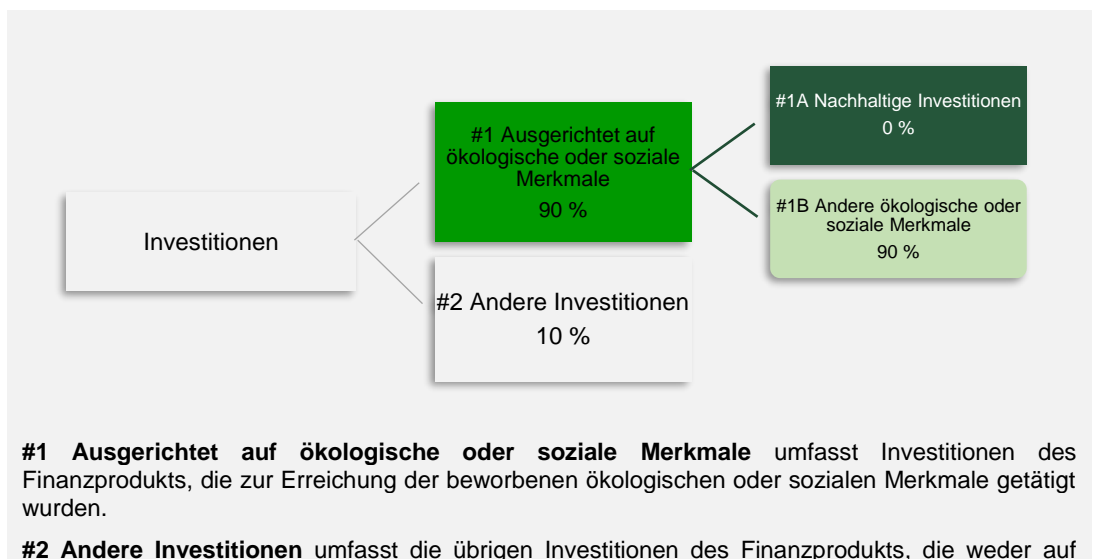 #1A Nachhaltige Investitionen
0 %
#1 Ausgerichtet auf
ökologische oder soziale
Merkmale
90 %
#1B Andere ökologische oder
soziale Merkmale
90 %
Investitionen
#2 Andere Investitionen
10 %
#1 Ausgerichtet auf ökologische oder soziale Merkmale umfasst Investitionen des
Finanzprodukts, die zur Erreichung der beworbenen ökologischen oder sozialen Merkmale getätigt
wurden.
#2 Andere Investitionen umfasst die übrigen Investitionen des Finanzprodukts, die weder auf